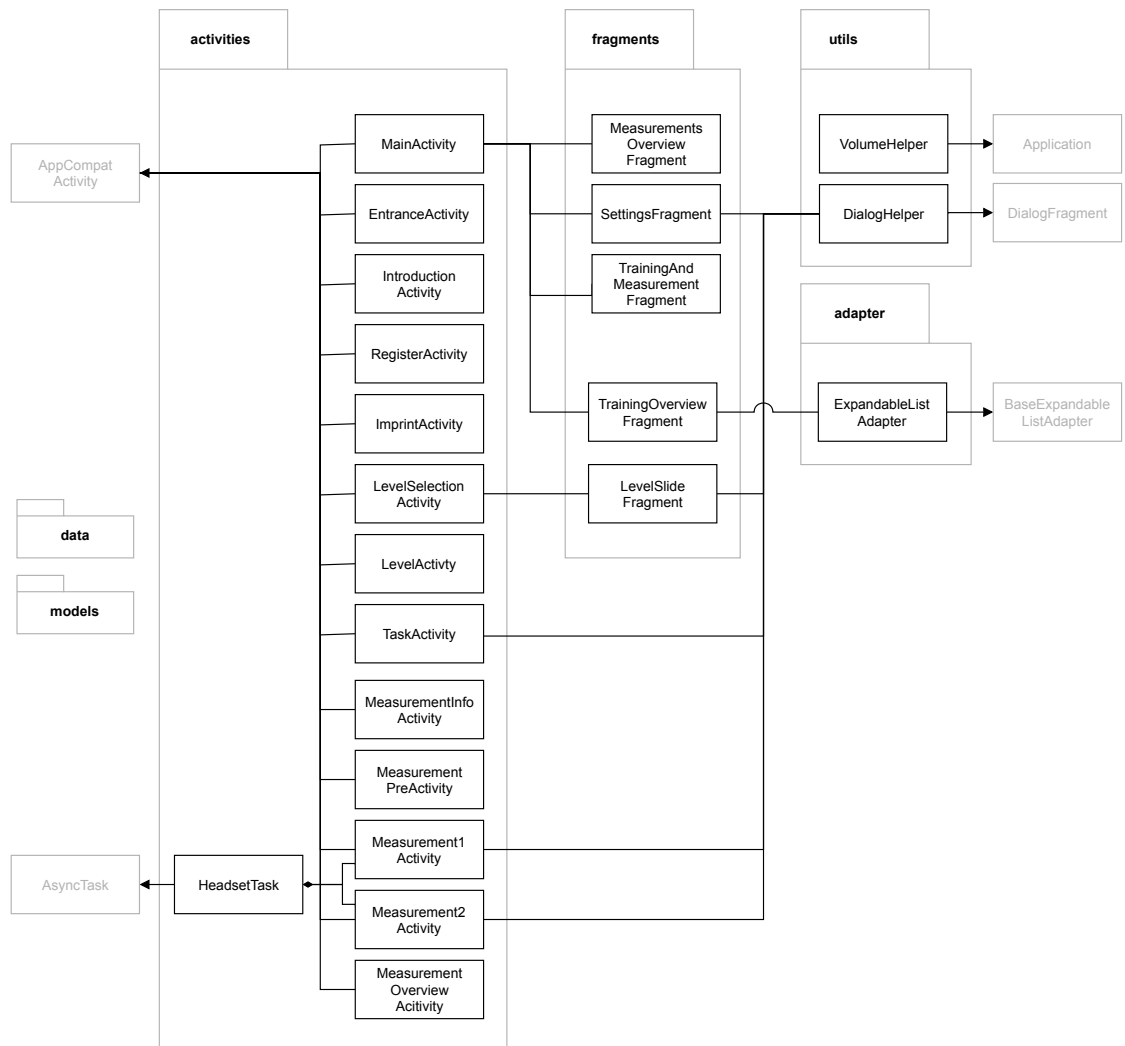 activities
fragments
utils
MainActivity
Measurements
Overview
Fragment
VolumeHelper
Application
AppCompat
Activity
EntranceActivity
SettingsFragment
DialogHelper
DialogFragment
Introduction
Activity
TrainingAnd
Measurement
Fragment
adapter
RegisterActivity
TrainingOverview
Fragment
ExpandableList
Adapter
BaseExpandable
ListAdapter
ImprintActivity
LevelSelection
Activity
LevelSlide
Fragment
data
LevelActivty
models
TaskActivity
MeasurementInfo
Activity
Measurement
PreActivity
Measurement1
Activity
AsyncTask
HeadsetTask
Measurement2
Activity
Measurement
Overview
Acitivity